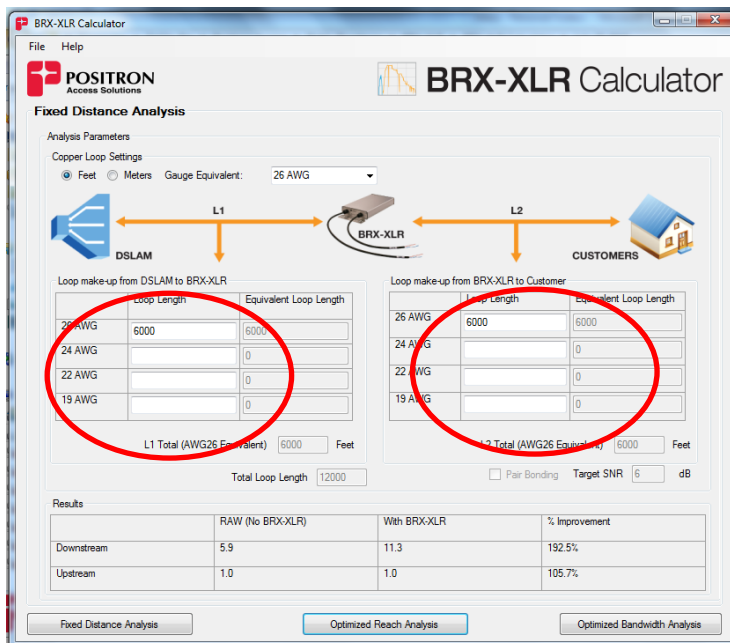 BRX-XLR Calculator
File Help
POSITRON
Access Solutions
BRX-XLR Calculator
Fixed Distance Analysis
Analysis Parameters
Copper Loop Settings
Feet Meters Gauge Equivalent: 26 AWG
L1 L2
BRX-XLR
DSLAM CUSTOMERS
Loop make-up from DSLAM to BRX-XLR
Loop Length Equivalent Loop Length
26 AWG 6000 6000
24 AWG 0
22 AWG 0
19 AWG 0
L1 Total (AWG26 Equivalent) 6000 Feet
Loop make-up from BRX-XLR to Customer
Loop Length Equivalent Loop Length
26 AWG 6000 6000
24 AWG 0
22 AWG 0
19 AWG 0
L2 Total (AWG26 Equivalent) 6000 Feet
Total Loop Length 12000
Pair Bonding Target SNR 6 dB
Results
RAW (No BRX-XLR) With BRX-XLR % Improvement
Downstream 5.9 11.3 192.5%
Upstream 1.0 1.0 105.7%
Fixed Distance Analysis Optimized Reach Analysis Optimized Bandwidth Analysis